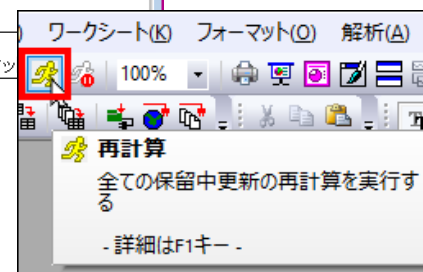 ワークシート(K) フォーマット(O) 解析(A)
100%
再計算
全ての保留中更新の再計算を実行す
る
- 詳細はF1キー -